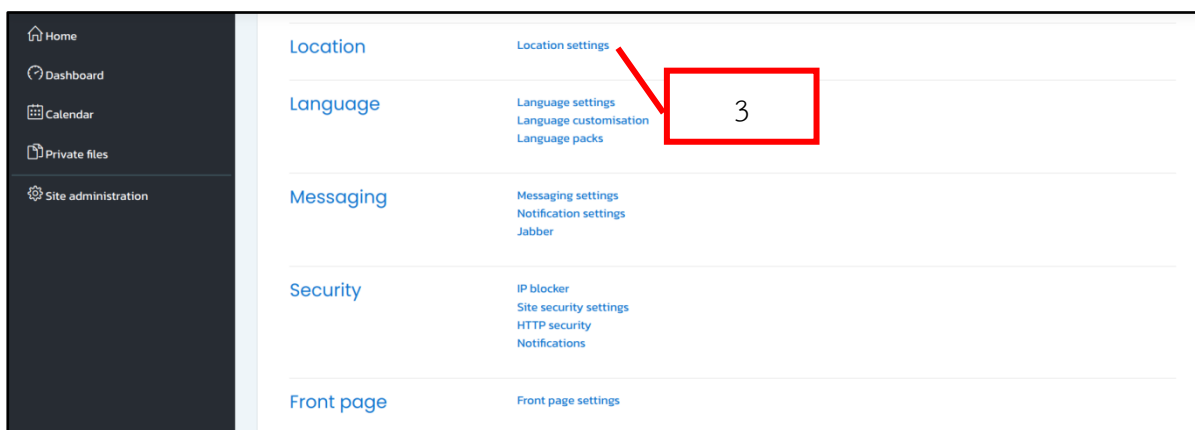 Home
Dashboard
Calendar
Private files
Site administration
Location
Location settings
Language
Language settings
Language customisation
Language packs
3
Messaging
Messaging settings
Notification settings
Jabber
Security
IP blocker
Site security settings
HTTP security
Notifications
Front page
Front page settings